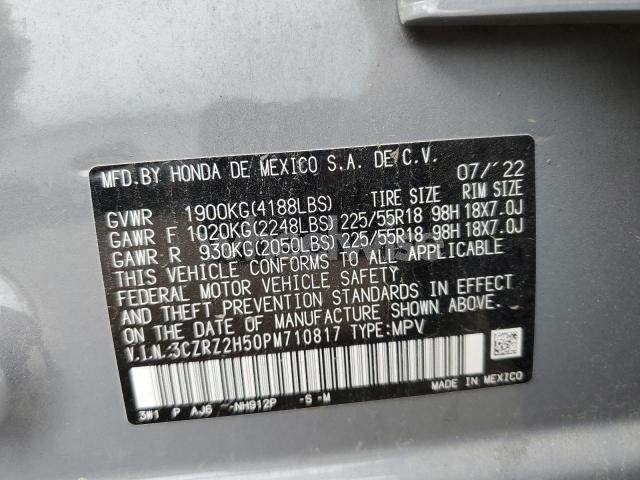 MFD.BY HONDA DE MEXICO S.A. DE C.V. 07/'22
TIRE SIZE RIM SIZE
GVWR 1900KG(4188LBS)
GAWR F 1020KG(2248LBS) 225/55R18 98H 18X7.0J
GAWR R 930KG(2050LBS) 225/55R18 98H 18X7.0J
THIS VEHICLE CONFORMS TO ALL APPLICABLE
FEDERAL MOTOR VEHICLE SAFETY
AND THEFT PREVENTION STANDARDS IN EFFECT
ON THE DATE OF MANUFACTURE SHOWN ABOVE.
V.I.N.:3CZRZ2H50PM710817 TYPE:MPV
3W1 P AJ6 -NH912P -S -M
MADE IN MEXICO